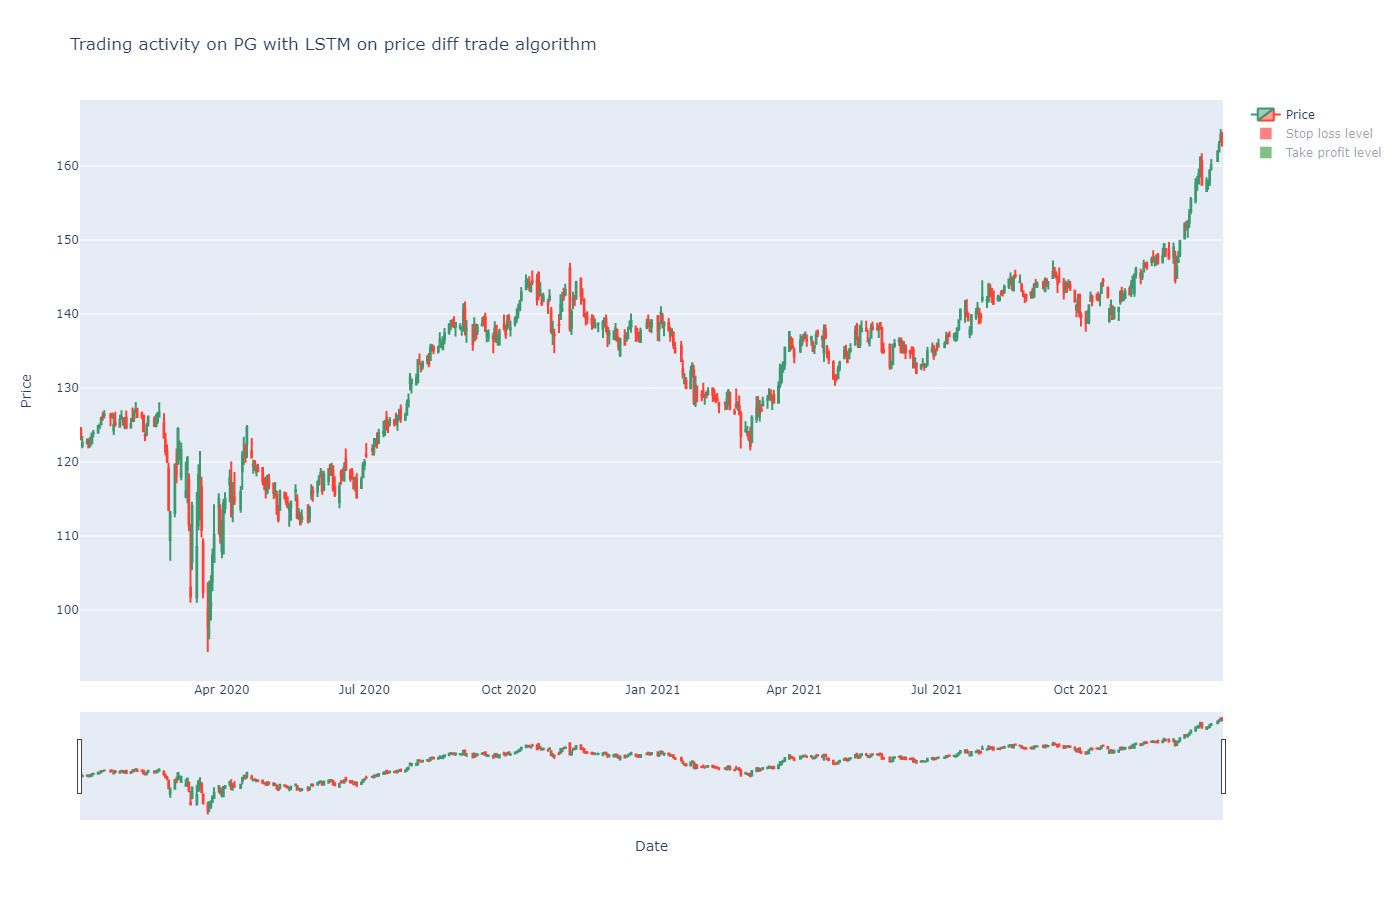 Trading activity on PG with LSTM on price diff trade algorithm
Price
Stop loss level
Take profit level
160
150
140
130
120
110
100
Price
Apr 2020
Jul 2020
Oct 2020
Jan 2021
Apr 2021
Jul 2021
Oct 2021
Date